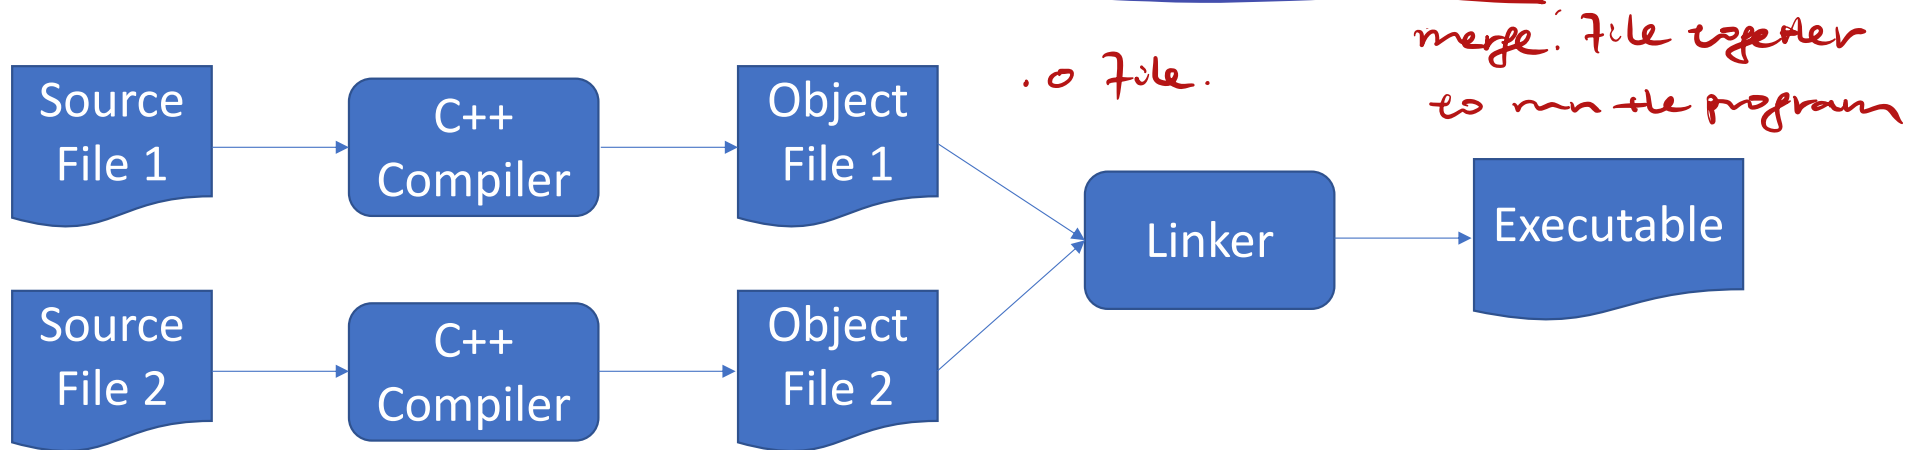 merge: File together
to run the program
.o File.
Source
File 1
C++
Compiler
Object
File 1
Linker
Executable
Source
File 2
C++
Compiler
Object
File 2